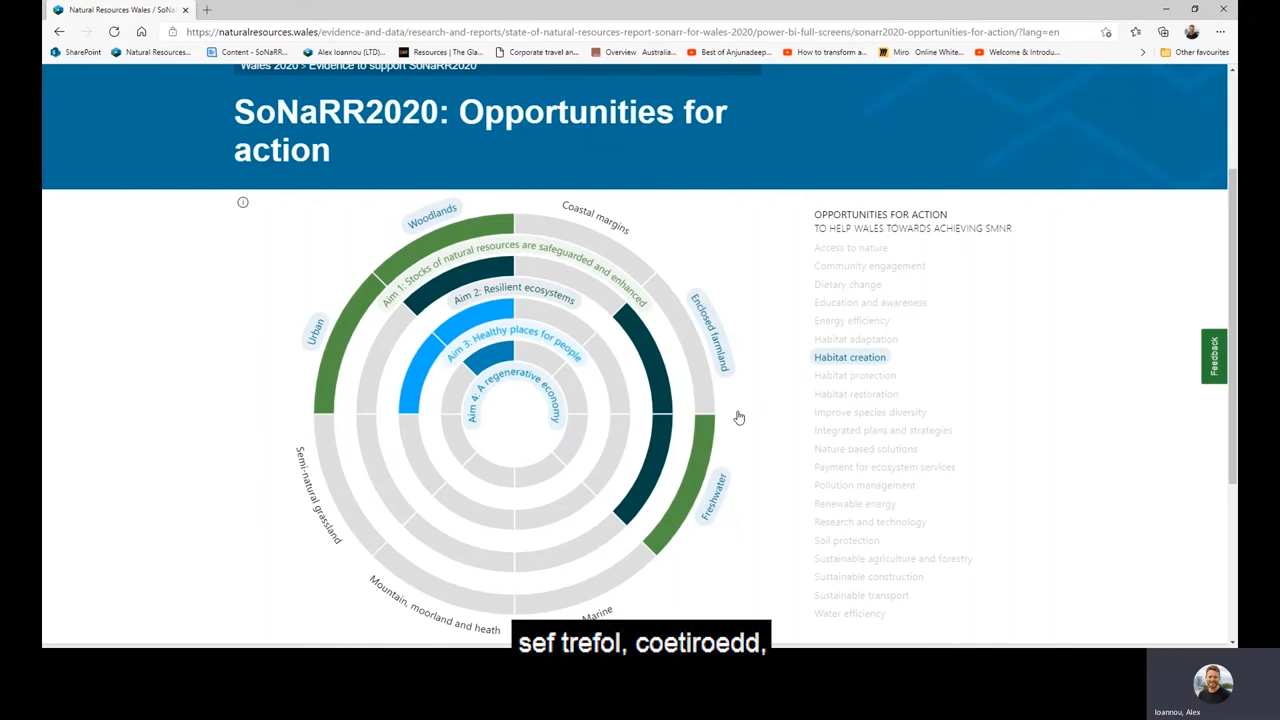 Natural Resources Wales / SoNaR
https://naturalresources.wales/evidence-and-data/research-and-reports/state-of-natural-resources-report-sonarr-for-wales-2020/power-bi-full-screens/sonarr2020-opportunities-for-action/?lang=en
SharePoint
Natural Resources...
Content - SoNaRR...
Alex Ioannou (LTD)...
Resources | The Gla...
Corporate travel an...
Overview Australia...
Best of Anjunadeep...
How to transform a...
Miro Online White...
Welcome & Introdu...
Other favourites
Wales 2020 > Evidence to support SoNaRR2020
SoNaRR2020: Opportunities for
action
Woodlands
Coastal margins
Urban
Enclosed farmland
Aim 1: Stocks of natural resources are safeguarded and enhanced
Aim 2: Resilient ecosystems
Aim 3: Healthy places for people
Aim 4: A regenerative economy
Semi-natural grassland
Freshwater
Mountain, moorland and heath
Marine
OPPORTUNITIES FOR ACTION
TO HELP WALES TOWARDS ACHIEVING SMNR
Access to nature
Community engagement
Dietary change
Education and awareness
Energy efficiency
Habitat adaptation
Habitat creation
Habitat protection
Habitat restoration
Improve species diversity
Integrated plans and strategies
Nature based solutions
Payment for ecosystem services
Pollution management
Renewable energy
Research and technology
Soil protection
Sustainable agriculture and forestry
Sustainable construction
Sustainable transport
Water efficiency
Feedback
sef trefol, coetiroedd,
Ioannou, Alex